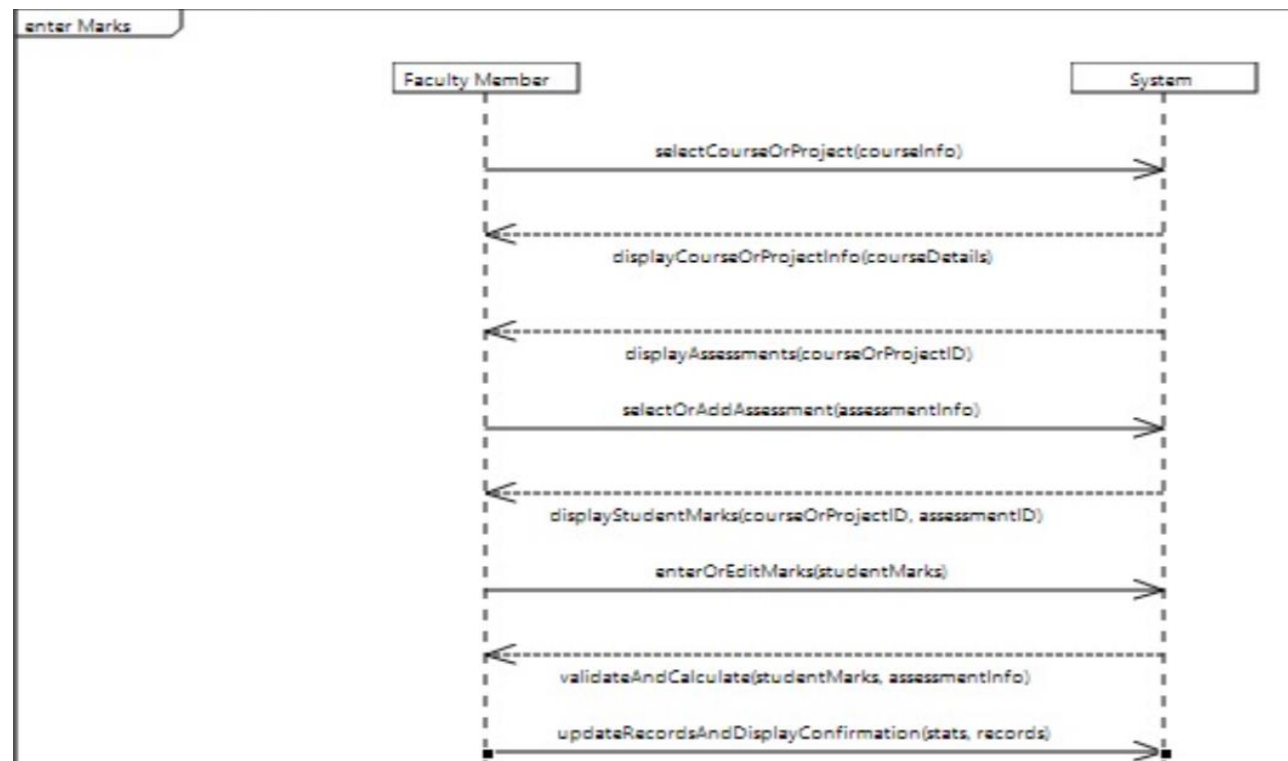 enter Marks
Faculty Member
System
selectCourseOrProject(courseInfo)
displayCourseOrProjectInfo(courseDetails)
displayAssessments(courseOrProjectID)
selectOrAddAssessment(assessmentInfo)
displayStudentMarks(courseOrProjectID, assessmentID)
enterOrEditMarks(studentMarks)
validateAndCalculate(studentMarks, assessmentInfo)
updateRecordsAndDisplayConfirmation(stats, records)